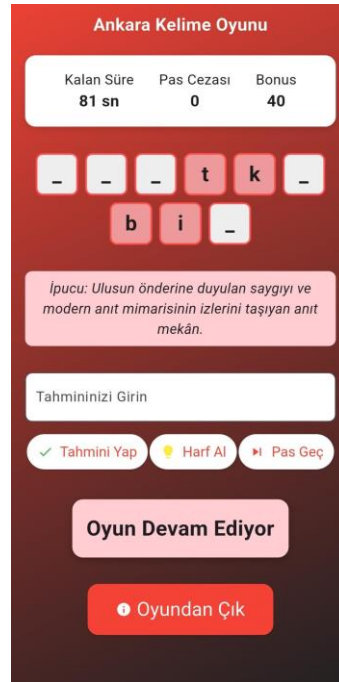 Ankara Kelime Oyunu
Kalan Süre Pas Cezası Bonus
81 sn 0 40
_ _ _ t k _
b i _
İpucu: Ulusun önderine duyulan saygıyı ve
modern anıt mimarisinin izlerini taşıyan anıt
mekân.
Tahmininizi Girin
Tahmini Yap Harf Al Pas Geç
Oyun Devam Ediyor
Oyundan Çık